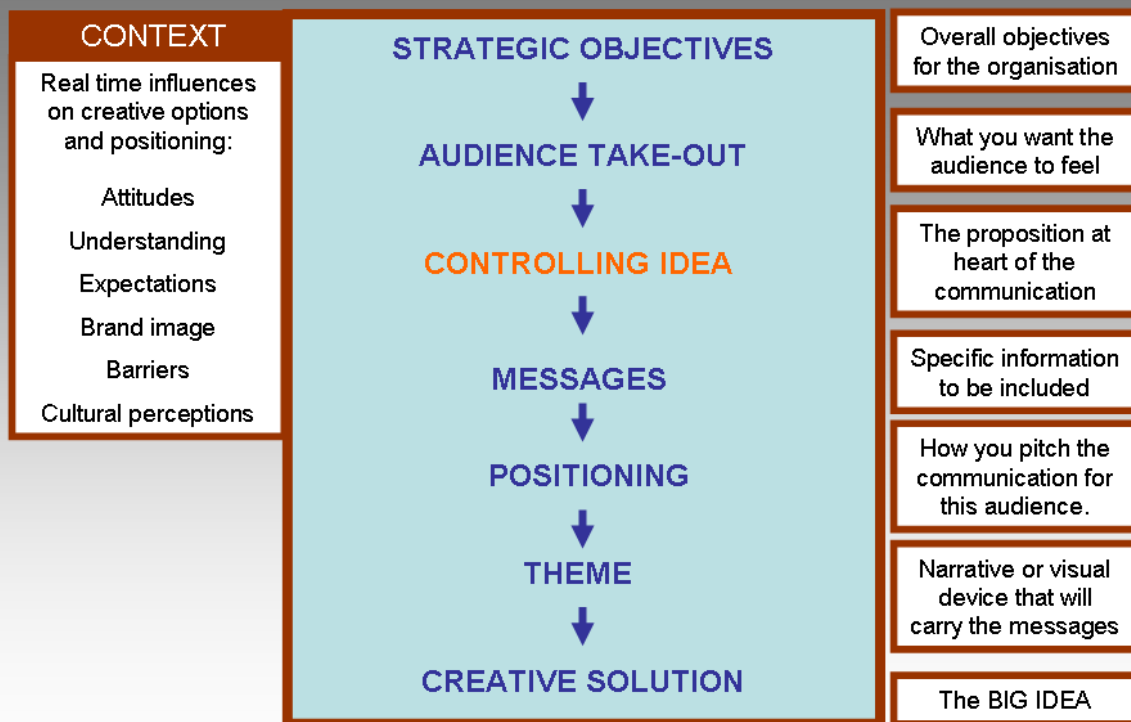 CONTEXT
Real time influences
on creative options
and positioning:
Attitudes
Understanding
Expectations
Brand image
Barriers
Cultural perceptions
STRATEGIC OBJECTIVES
AUDIENCE TAKE-OUT
CONTROLLING IDEA
MESSAGES
POSITIONING
THEME
CREATIVE SOLUTION
Overall objectives
for the organisation
What you want the
audience to feel
The proposition at
heart of the
communication
Specific information
to be included
How you pitch the
communication for
this audience.
Narrative or visual
device that will
carry the messages
The BIG IDEA